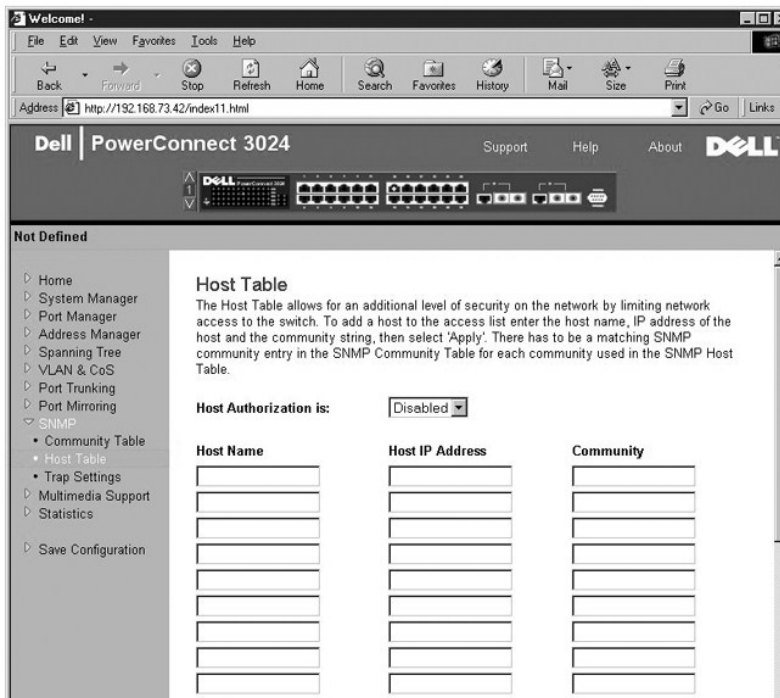 Welcome! -
File Edit View Favorites Tools Help
Back Forward Stop Refresh Home Search Favorites History Mail Size Print
Address http://192.168.73.42/index11.html Go Links
Dell PowerConnect 3024 Support Help About DELL
1 DELL
Not Defined
Home
System Manager
Port Manager
Address Manager
Spanning Tree
VLAN & CoS
Port Trunking
Port Mirroring
SNMP
Community Table
Host Table
Trap Settings
Multimedia Support
Statistics
Save Configuration
Host Table
The Host Table allows for an additional level of security on the network by limiting network
access to the switch. To add a host to the access list enter the host name, IP address of the
host and the community string, then select 'Apply'. There has to be a matching SNMP
community entry in the SNMP Community Table for each community used in the SNMP Host
Table.
Host Authorization is: Disabled
Host Name Host IP Address Community